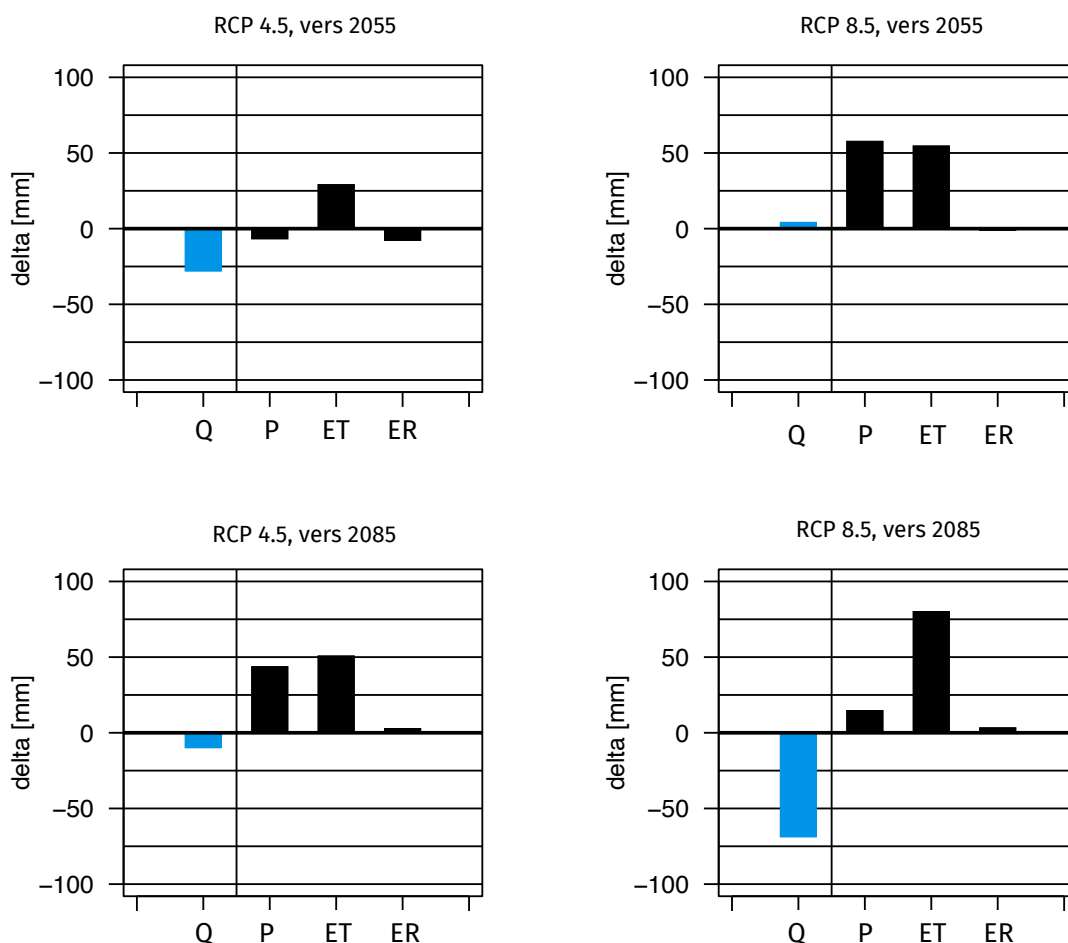 RCP 4.5, vers 2055
100
50
0
−50
−100
delta [mm]
Q P ET ER
RCP 8.5, vers 2055
100
50
0
−50
−100
delta [mm]
Q P ET ER
RCP 4.5, vers 2085
100
50
0
−50
−100
delta [mm]
Q P ET ER
RCP 8.5, vers 2085
100
50
0
−50
−100
delta [mm]
Q P ET ER